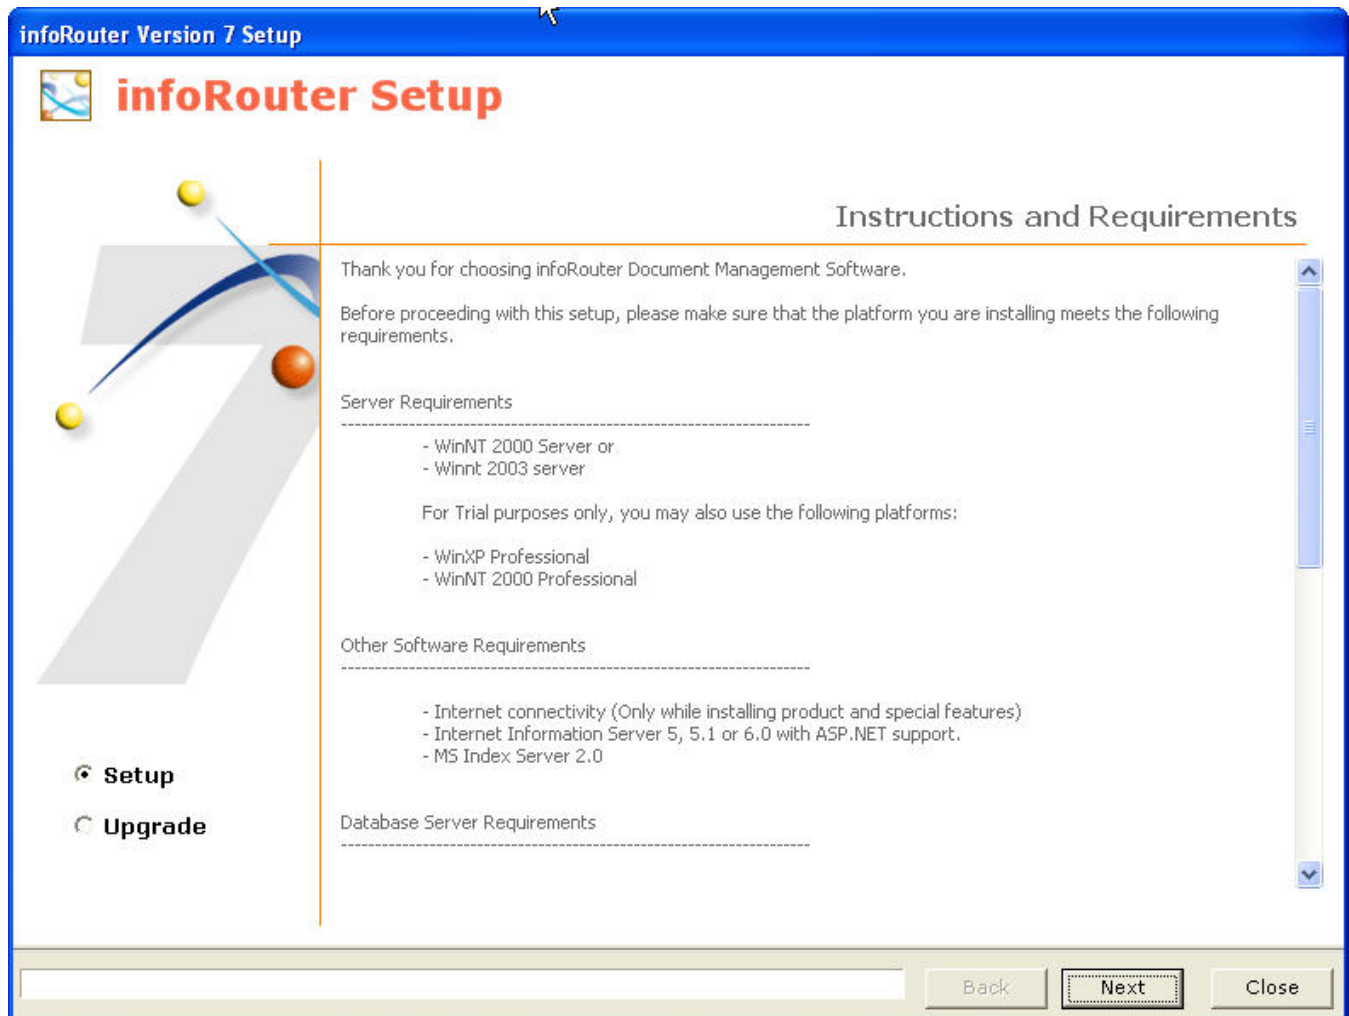 infoRouter Version 7 Setup
infoRouter Setup
Instructions and Requirements
Thank you for choosing infoRouter Document Management Software.
Before proceeding with this setup, please make sure that the platform you are installing meets the following
requirements.
Server Requirements
----------------------------------------------------------------------
- WinNT 2000 Server or
- Winnt 2003 server
For Trial purposes only, you may also use the following platforms:
- WinXP Professional
- WinNT 2000 Professional
Other Software Requirements
----------------------------------------------------------------------
- Internet connectivity (Only while installing product and special features)
- Internet Information Server 5, 5.1 or 6.0 with ASP.NET support.
- MS Index Server 2.0
Database Server Requirements
----------------------------------------------------------------------
7
Setup
Upgrade
Back
Next
Close